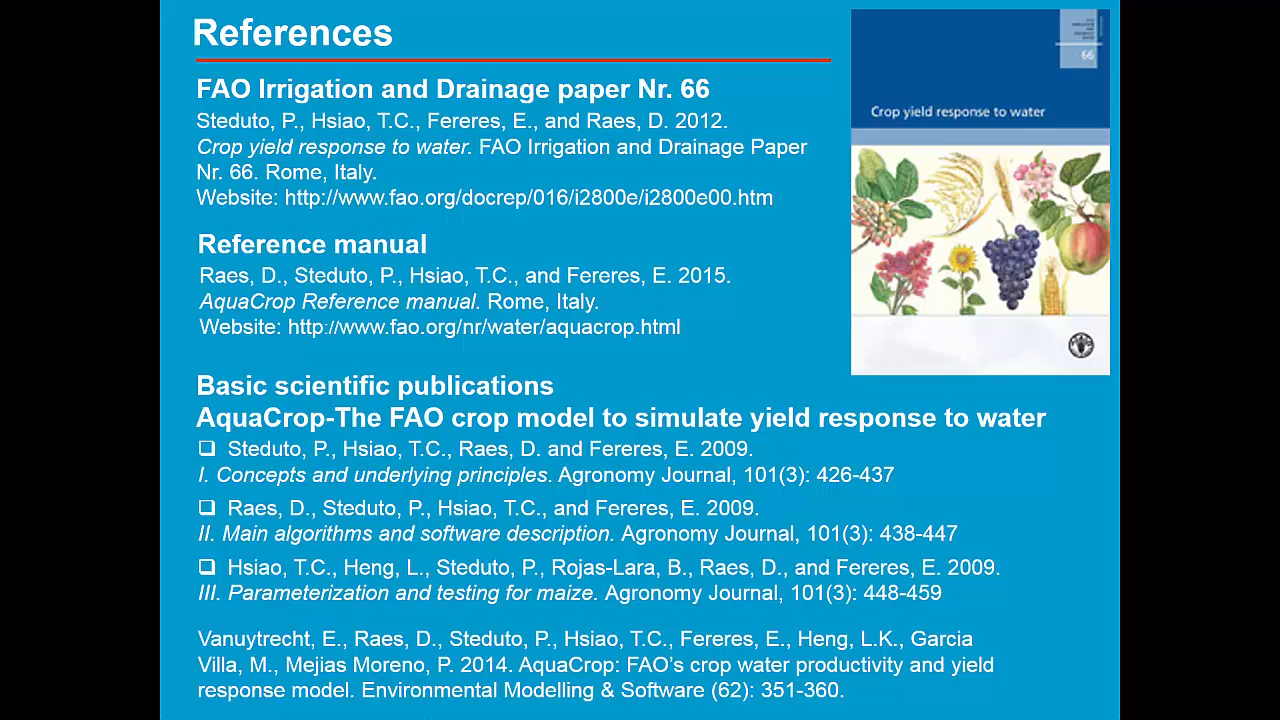 References
FAO Irrigation and Drainage paper Nr. 66
Steduto, P., Hsiao, T.C., Fereres, E., and Raes, D. 2012.
Crop yield response to water. FAO Irrigation and Drainage Paper
Nr. 66. Rome, Italy.
Website: http://www.fao.org/docrep/016/i2800e/i2800e00.htm
Reference manual
Raes, D., Steduto, P., Hsiao, T.C., and Fereres, E. 2015.
AquaCrop Reference manual. Rome, Italy.
Website: http://www.fao.org/nr/water/aquacrop.html
66
Crop yield response to water
Basic scientific publications
AquaCrop-The FAO crop model to simulate yield response to water
❑ Steduto, P., Hsiao, T.C., Raes, D. and Fereres, E. 2009.
I. Concepts and underlying principles. Agronomy Journal, 101(3): 426-437
❑ Raes, D., Steduto, P., Hsiao, T.C., and Fereres, E. 2009.
II. Main algorithms and software description. Agronomy Journal, 101(3): 438-447
❑ Hsiao, T.C., Heng, L., Steduto, P., Rojas-Lara, B., Raes, D., and Fereres, E. 2009.
III. Parameterization and testing for maize. Agronomy Journal, 101(3): 448-459
Vanuytrecht, E., Raes, D., Steduto, P., Hsiao, T.C., Fereres, E., Heng, L.K., Garcia
Villa, M., Mejias Moreno, P. 2014. AquaCrop: FAO’s crop water productivity and yield
response model. Environmental Modelling & Software (62): 351-360.